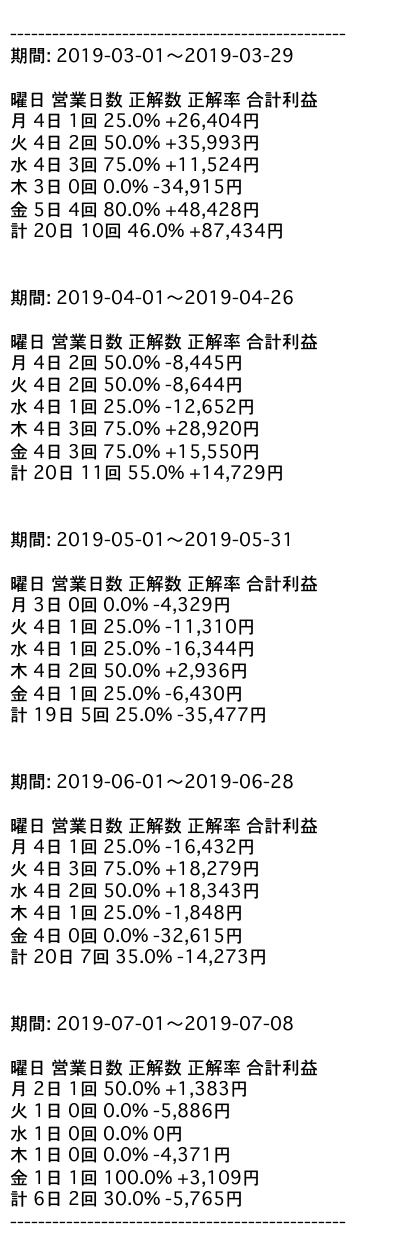 ------------------------------------------------
期間: 2019-03-01〜2019-03-29
曜日 営業日数 正解数 正解率 合計利益
月 4日 1回 25.0% +26,404円
火 4日 2回 50.0% +35,993円
水 4日 3回 75.0% +11,524円
木 3日 0回 0.0% -34,915円
金 5日 4回 80.0% +48,428円
計 20日 10回 46.0% +87,434円
期間: 2019-04-01〜2019-04-26
曜日 営業日数 正解数 正解率 合計利益
月 4日 2回 50.0% -8,445円
火 4日 2回 50.0% -8,644円
水 4日 1回 25.0% -12,652円
木 4日 3回 75.0% +28,920円
金 4日 3回 75.0% +15,550円
計 20日 11回 55.0% +14,729円
期間: 2019-05-01〜2019-05-31
曜日 営業日数 正解数 正解率 合計利益
月 3日 0回 0.0% -4,329円
火 4日 1回 25.0% -11,310円
水 4日 1回 25.0% -16,344円
木 4日 2回 50.0% +2,936円
金 4日 1回 25.0% -6,430円
計 19日 5回 25.0% -35,477円
期間: 2019-06-01〜2019-06-28
曜日 営業日数 正解数 正解率 合計利益
月 4日 1回 25.0% -16,432円
火 4日 3回 75.0% +18,279円
水 4日 2回 50.0% +18,343円
木 4日 1回 25.0% -1,848円
金 4日 0回 0.0% -32,615円
計 20日 7回 35.0% -14,273円
期間: 2019-07-01〜2019-07-08
曜日 営業日数 正解数 正解率 合計利益
月 2日 1回 50.0% +1,383円
火 1日 0回 0.0% -5,886円
水 1日 0回 0.0% 0円
木 1日 0回 0.0% -4,371円
金 1日 1回 100.0% +3,109円
計 6日 2回 30.0% -5,765円
------------------------------------------------